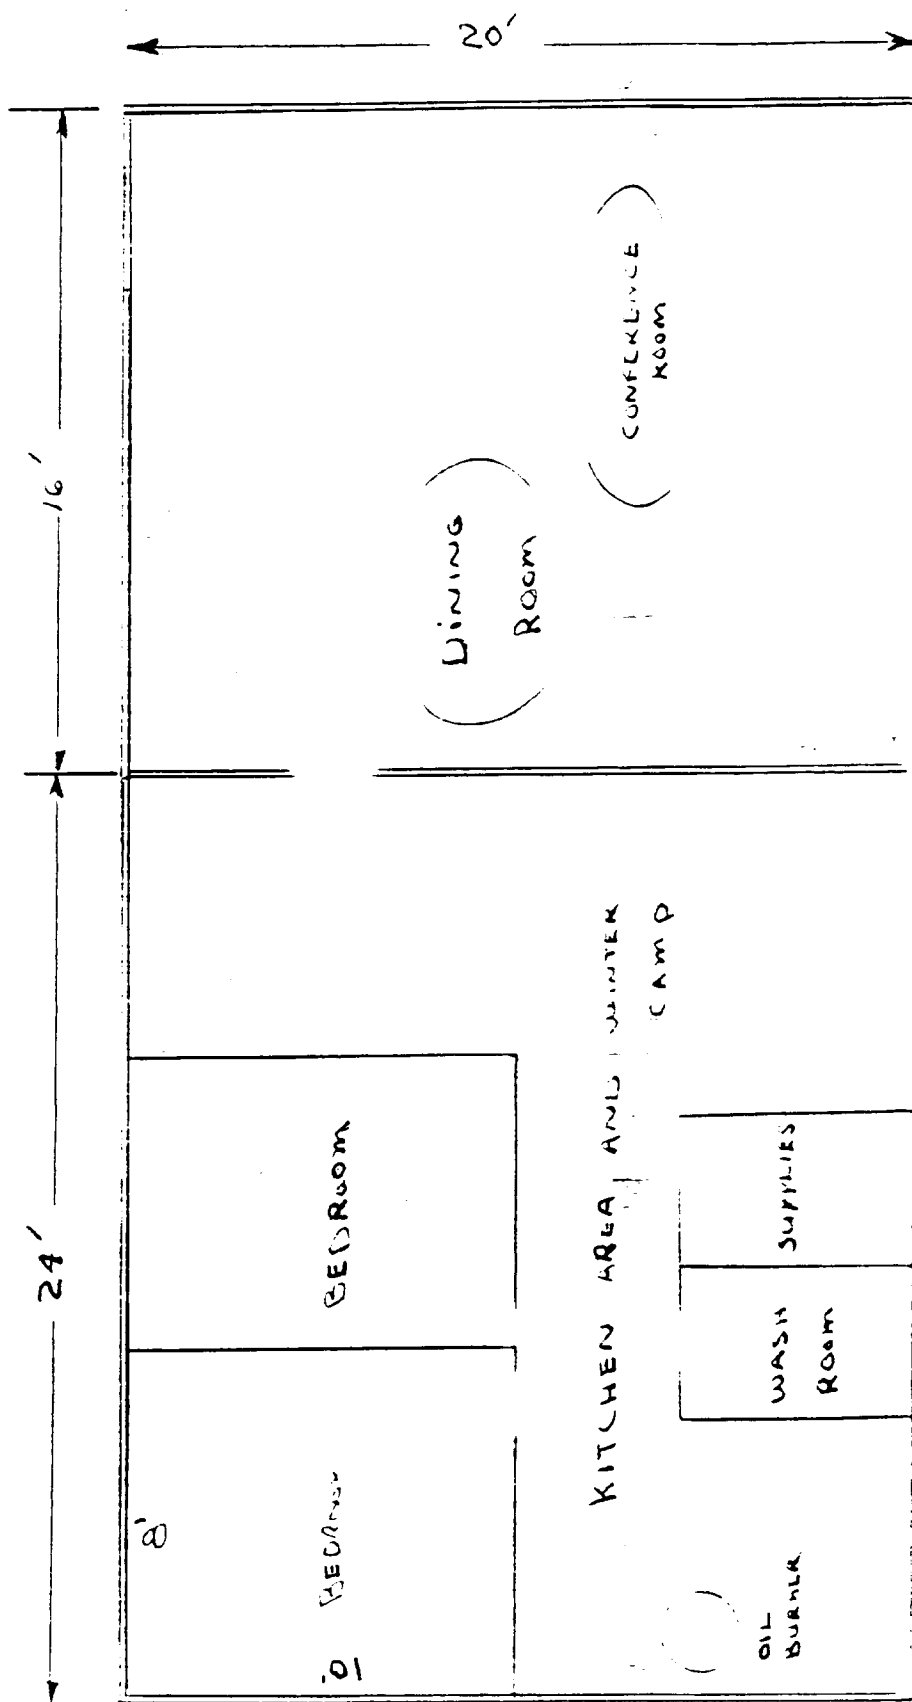 20'
16'
24'
DINING
ROOM
CONFERENCE
ROOM
BEDROOM
BEDROOM
8'
10'
KITCHEN AREA AND WINTER
CAMP
SUPPLIES
WASH
ROOM
OIL
BURNER